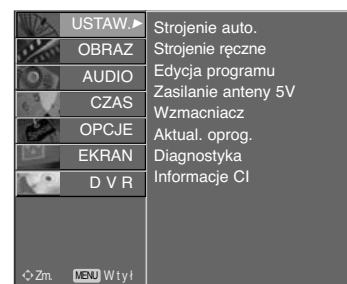 USTAW.
OBRAZ
AUDIO
CZAS
OPCJE
EKRAN
D V R
Zm.
MENU Wtył
Strojenie auto.
Strojenie ręczne
Edycja programu
Zasilanie anteny 5V
Wzmacniacz
Aktual. oprog.
Diagnostyka
Informacje CI